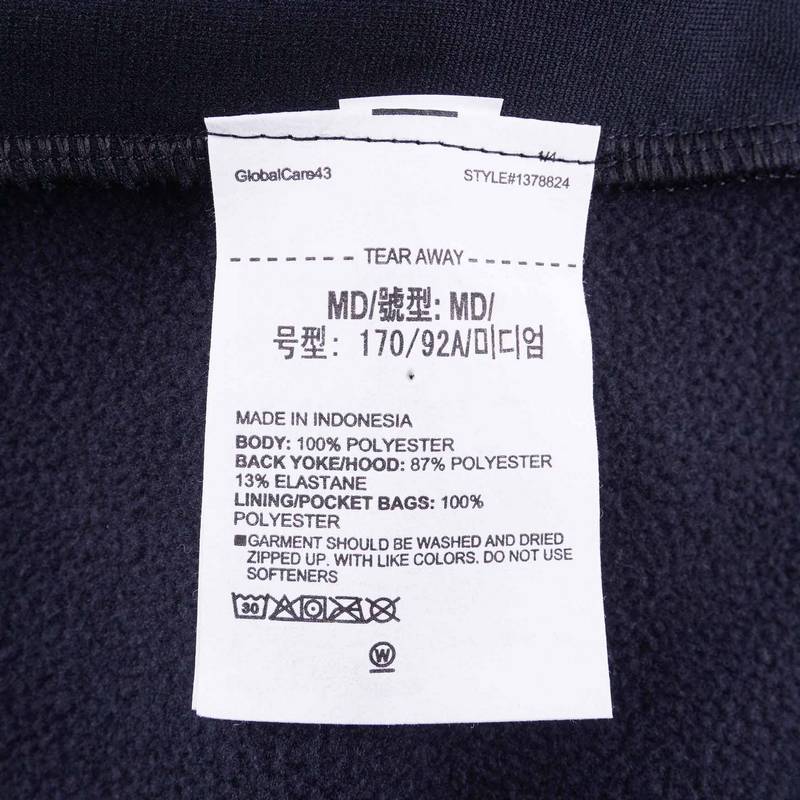 1/4
GlobalCare43 STYLE#1378824
TEAR AWAY
MD/號型: MD/
号型: 170/92A/미디엄
MADE IN INDONESIA
BODY: 100% POLYESTER
BACK YOKE/HOOD: 87% POLYESTER
13% ELASTANE
LINING/POCKET BAGS: 100%
POLYESTER
GARMENT SHOULD BE WASHED AND DRIED
ZIPPED UP. WITH LIKE COLORS. DO NOT USE
SOFTENERS
30
W